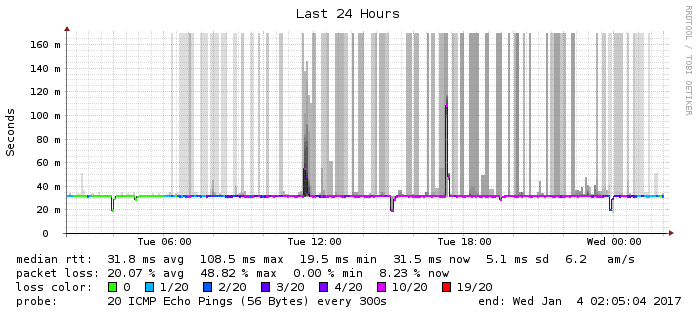 Last 24 Hours
RRDTOOL / TOBI OETIKER
Seconds
160 m
140 m
120 m
100 m
80 m
60 m
40 m
20 m
0
Tue 06:00 Tue 12:00 Tue 18:00 Wed 00:00
median rtt: 31.8 ms avg 108.5 ms max 19.5 ms min 31.5 ms now 5.1 ms sd 6.2 am/s
packet loss: 20.07 % avg 48.82 % max 0.00 % min 8.23 % now
loss color: 0 1/20 2/20 3/20 4/20 10/20 19/20
probe: 20 ICMP Echo Pings (56 Bytes) every 300s end: Wed Jan 4 02:05:04 2017